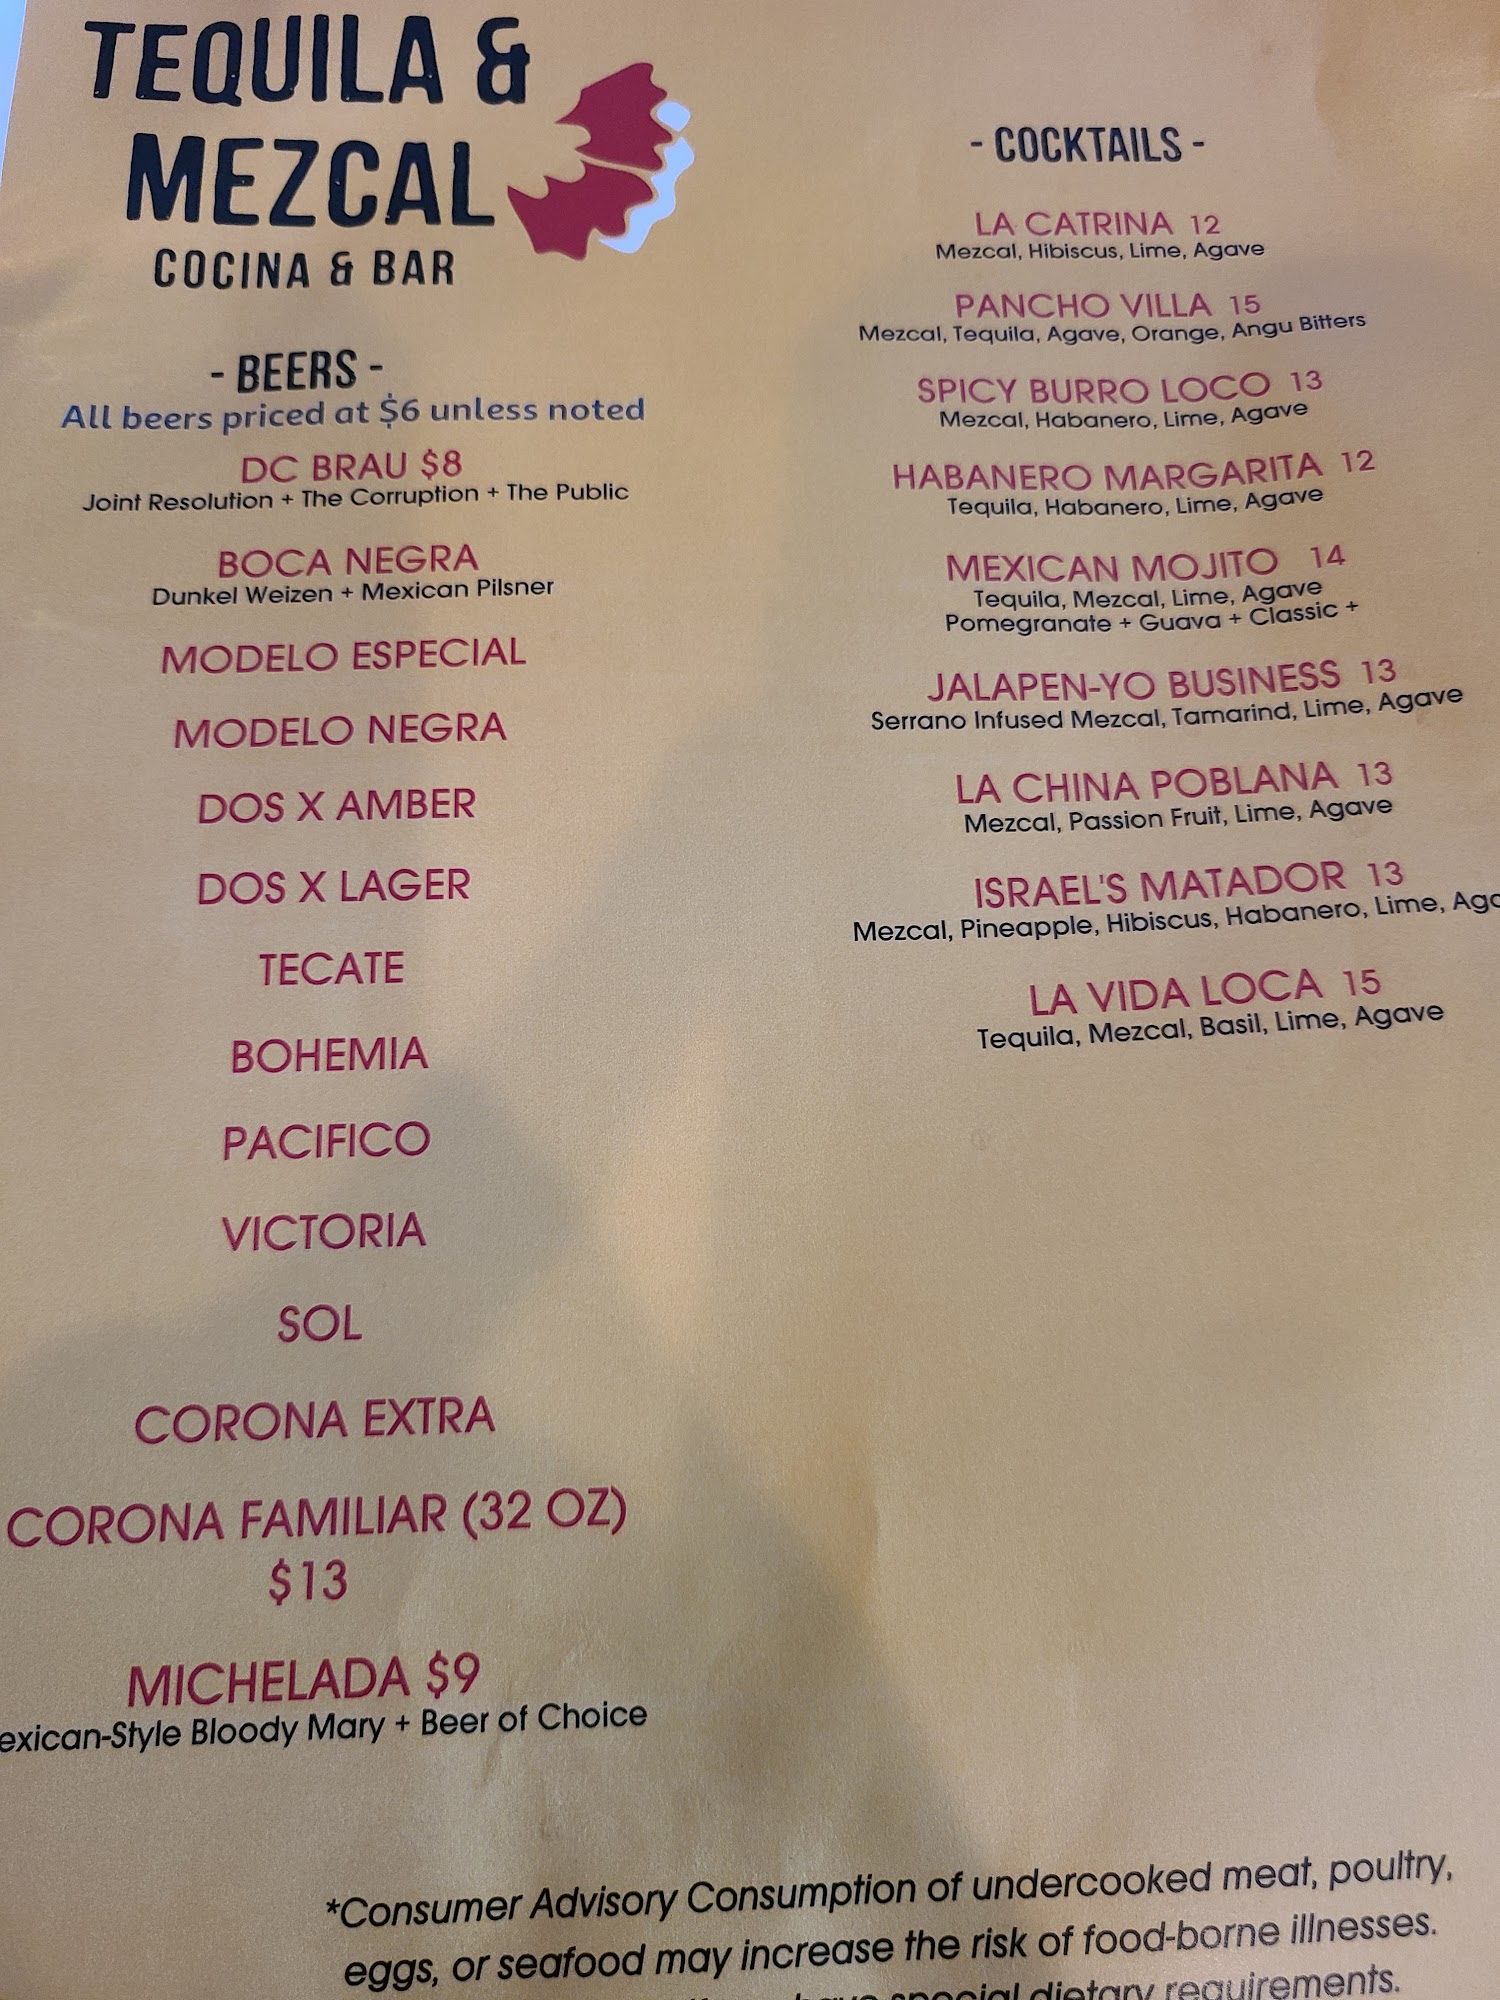 TEQUILA &
MEZCAL
COCINA & BAR
- BEERS -
All beers priced at $6 unless noted
DC BRAU $8
Joint Resolution + The Corruption + The Public
BOCA NEGRA
Dunkel Weizen + Mexican Pilsner
MODELO ESPECIAL
MODELO NEGRA
DOS X AMBER
DOS X LAGER
TECATE
BOHEMIA
PACIFICO
VICTORIA
SOL
CORONA EXTRA
CORONA FAMILIAR (32 OZ)
$13
MICHELADA $9
exican-Style Bloody Mary + Beer of Choice
- COCKTAILS -
LA CATRINA 12
Mezcal, Hibiscus, Lime, Agave
PANCHO VILLA 15
Mezcal, Tequila, Agave, Orange, Angu Bitters
SPICY BURRO LOCO 13
Mezcal, Habanero, Lime, Agave
HABANERO MARGARITA 12
Tequila, Habanero, Lime, Agave
MEXICAN MOJITO 14
Tequila, Mezcal, Lime, Agave
Pomegranate + Guava + Classic +
JALAPEN-YO BUSINESS 13
Serrano Infused Mezcal, Tamarind, Lime, Agave
LA CHINA POBLANA 13
Mezcal, Passion Fruit, Lime, Agave
ISRAEL'S MATADOR 13
Mezcal, Pineapple, Hibiscus, Habanero, Lime, Aga
LA VIDA LOCA 15
Tequila, Mezcal, Basil, Lime, Agave
*Consumer Advisory Consumption of undercooked meat, poultry,
eggs, or seafood may increase the risk of food-borne illnesses.
have special dietary requirements.